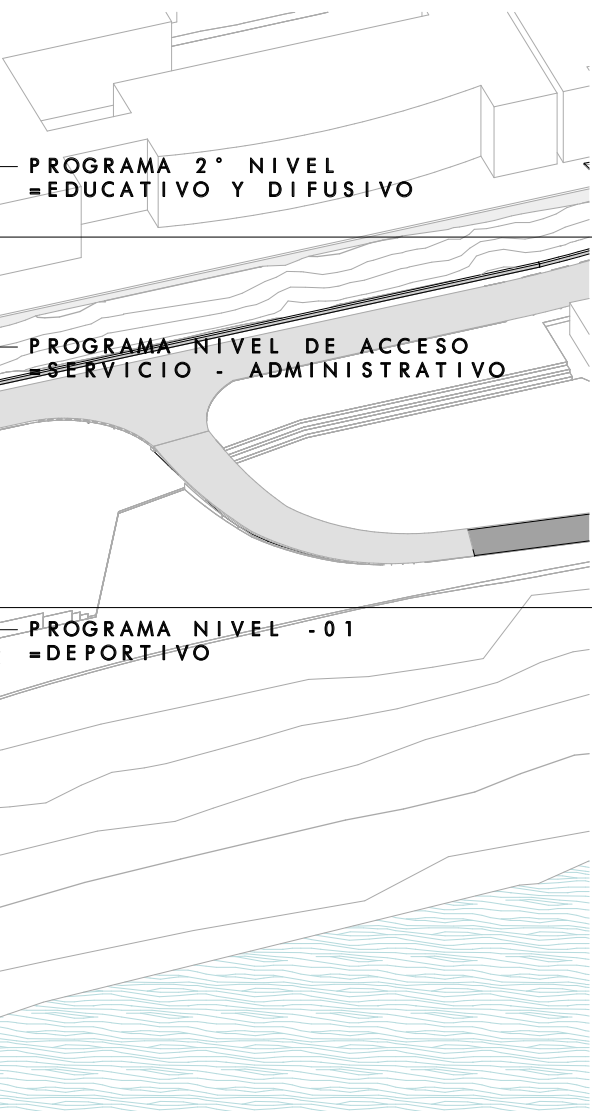 PROGRAMA 2° NIVEL
=EDUCATIVO Y DIFUSIVO
PROGRAMA NIVEL DE ACCESO
=SERVICIO - ADMINISTRATIVO
PROGRAMA NIVEL -01
=DEPORTIVO